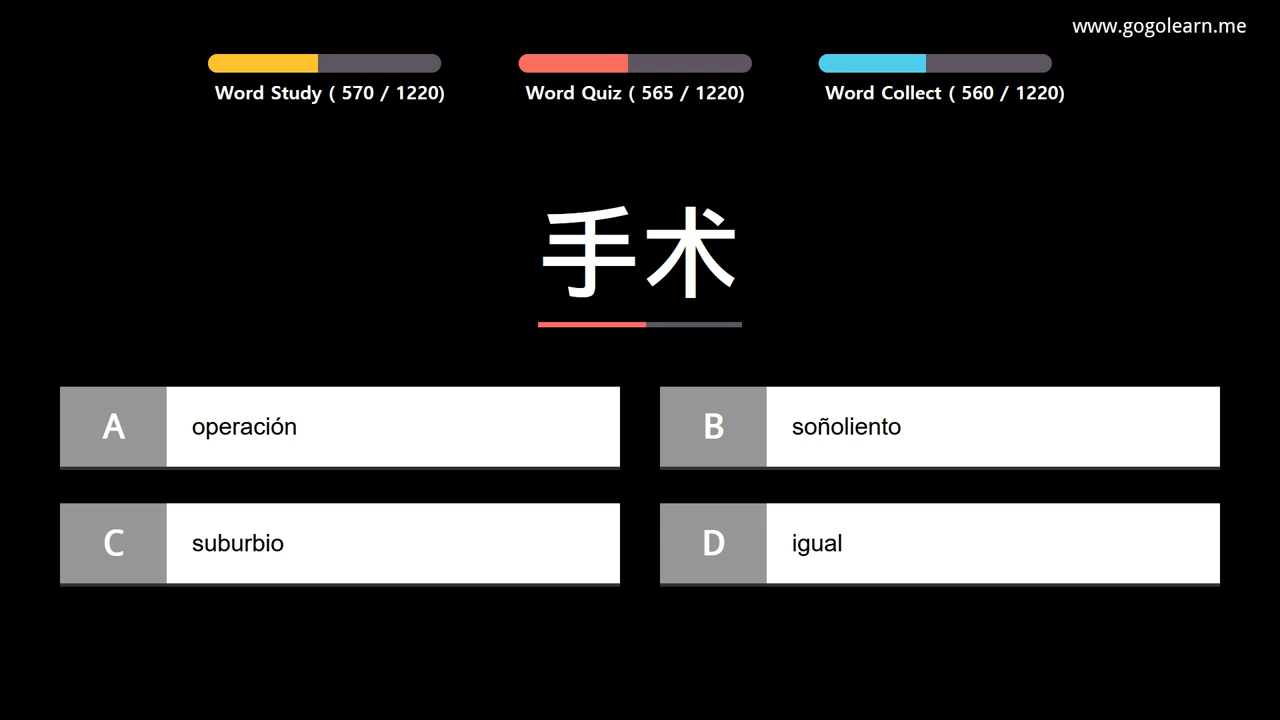 www.gogolearn.me
Word Study ( 570 / 1220)
Word Quiz ( 565 / 1220)
Word Collect ( 560 / 1220)
手术
A
operación
B
soñoliento
C
suburbio
D
igual